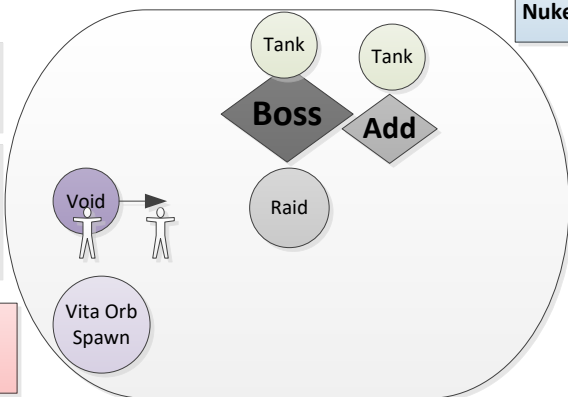 Nuke
Tank
Tank
Boss
Add
Void
Raid
Vita Orb
Spawn